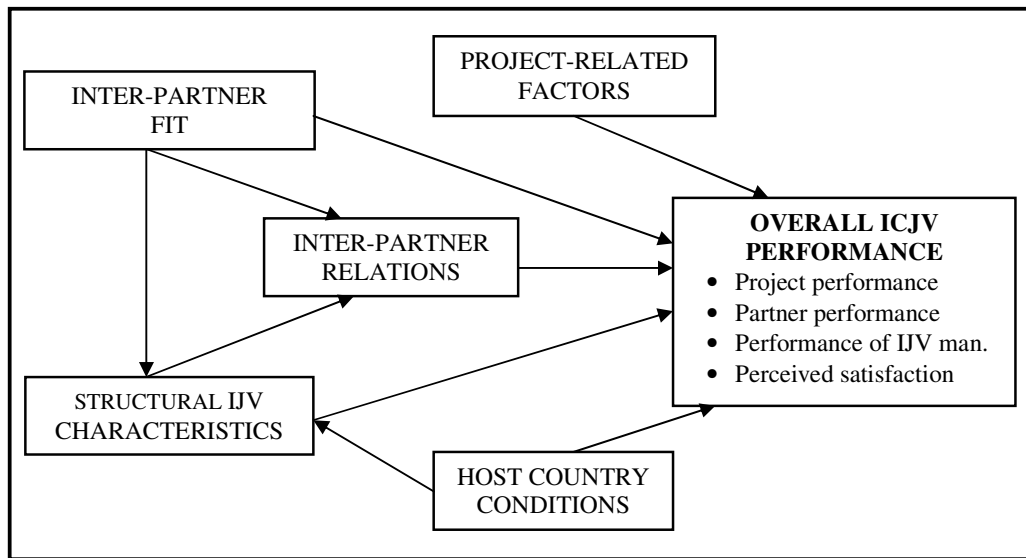 PROJECT-RELATED
FACTORS
INTER-PARTNER
FIT
INTER-PARTNER
RELATIONS
OVERALL ICJV
PERFORMANCE
• Project performance
• Partner performance
• Performance of IJV man.
• Perceived satisfaction
STRUCTURAL IJV
CHARACTERISTICS
HOST COUNTRY
CONDITIONS